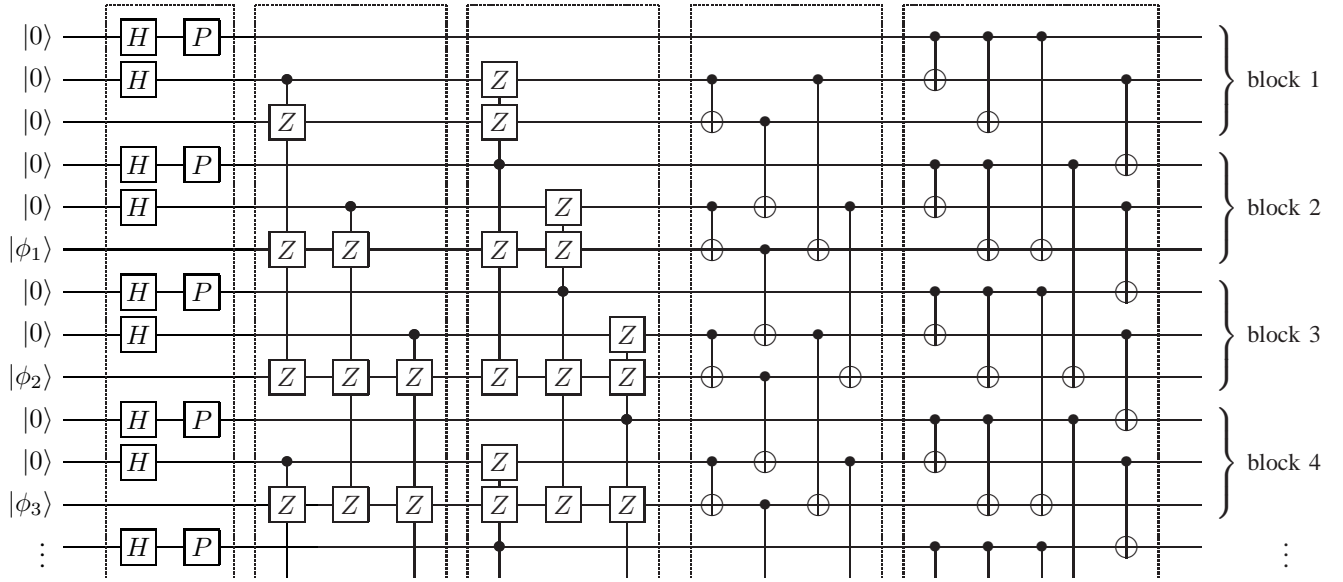 |0⟩ H P
|0⟩ H Z block 1
|0⟩ Z Z
|0⟩ H P
|0⟩ H Z block 2
|ϕ₁⟩ Z Z Z Z
|0⟩ H P
|0⟩ H Z block 3
|ϕ₂⟩ Z Z Z Z Z Z
|0⟩ H P
|0⟩ H Z block 4
|ϕ₃⟩ Z Z Z Z Z Z
⋮ H P ⋮